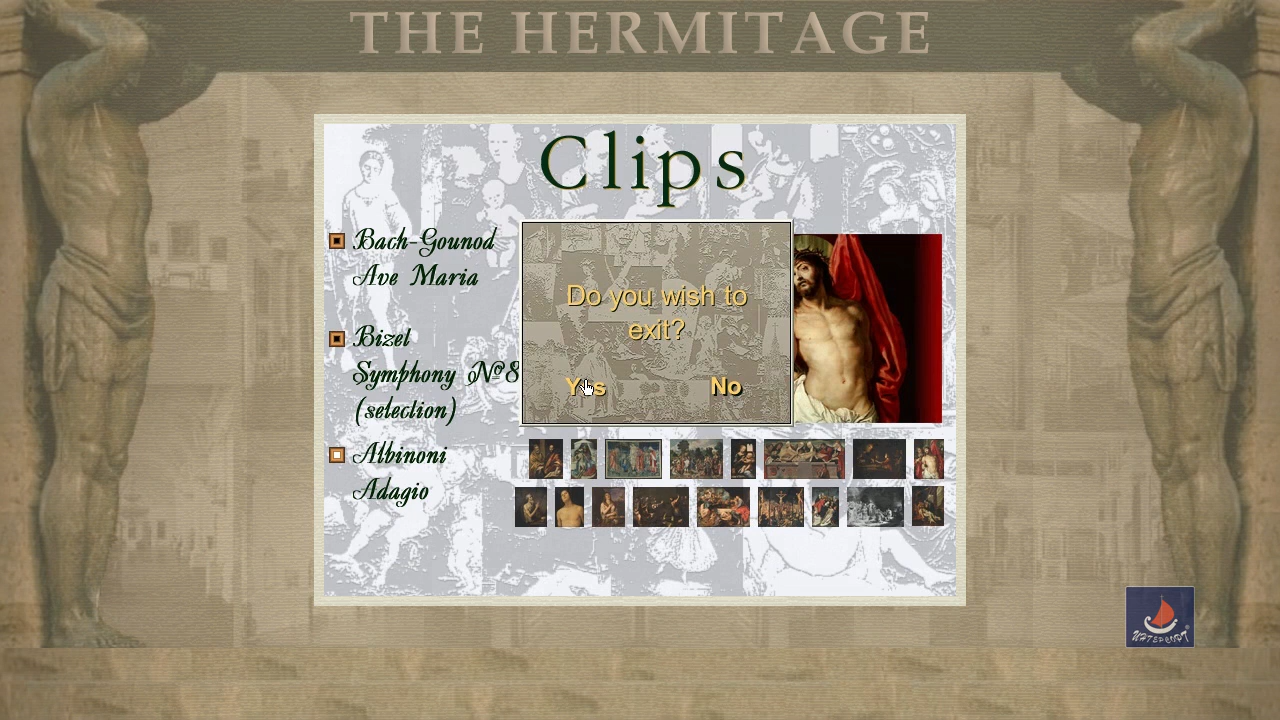 THE HERMITAGE
Clips
Bach-Gounod
Ave Maria
Bizel
Symphony №8
(selection)
Albinoni
Adagio
Do you wish to
exit?
Yes
No